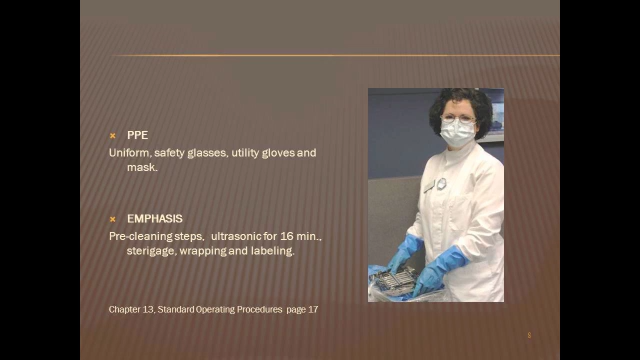 PPE
Uniform, safety glasses, utility gloves and
mask.
EMPHASIS
Pre-cleaning steps, ultrasonic for 16 min.,
sterigage, wrapping and labeling.
Chapter 13, Standard Operating Procedures page 17